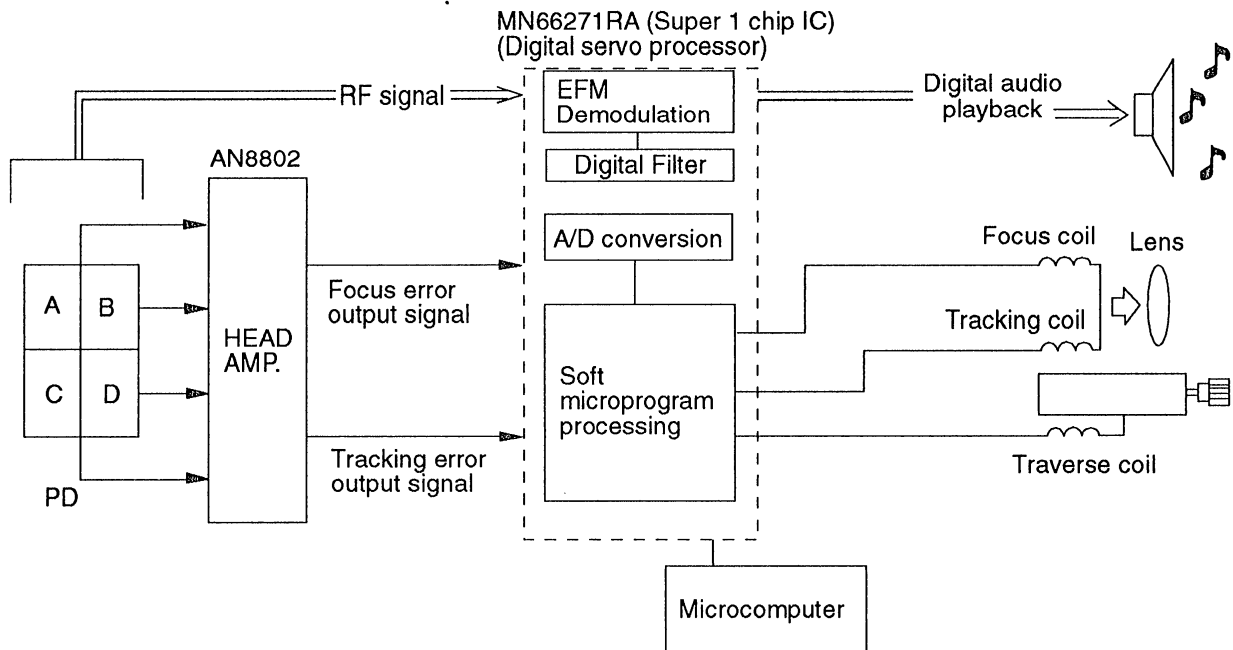 MN66271RA (Super 1 chip IC)
(Digital servo processor)
RF signal
EFM
Demodulation
Digital audio
playback
AN8802
Digital Filter
A/D conversion
Focus coil
Lens
A
B
C
D
PD
HEAD
AMP.
Focus error
output signal
Tracking error
output signal
Soft
microprogram
processing
Tracking coil
Traverse coil
Microcomputer